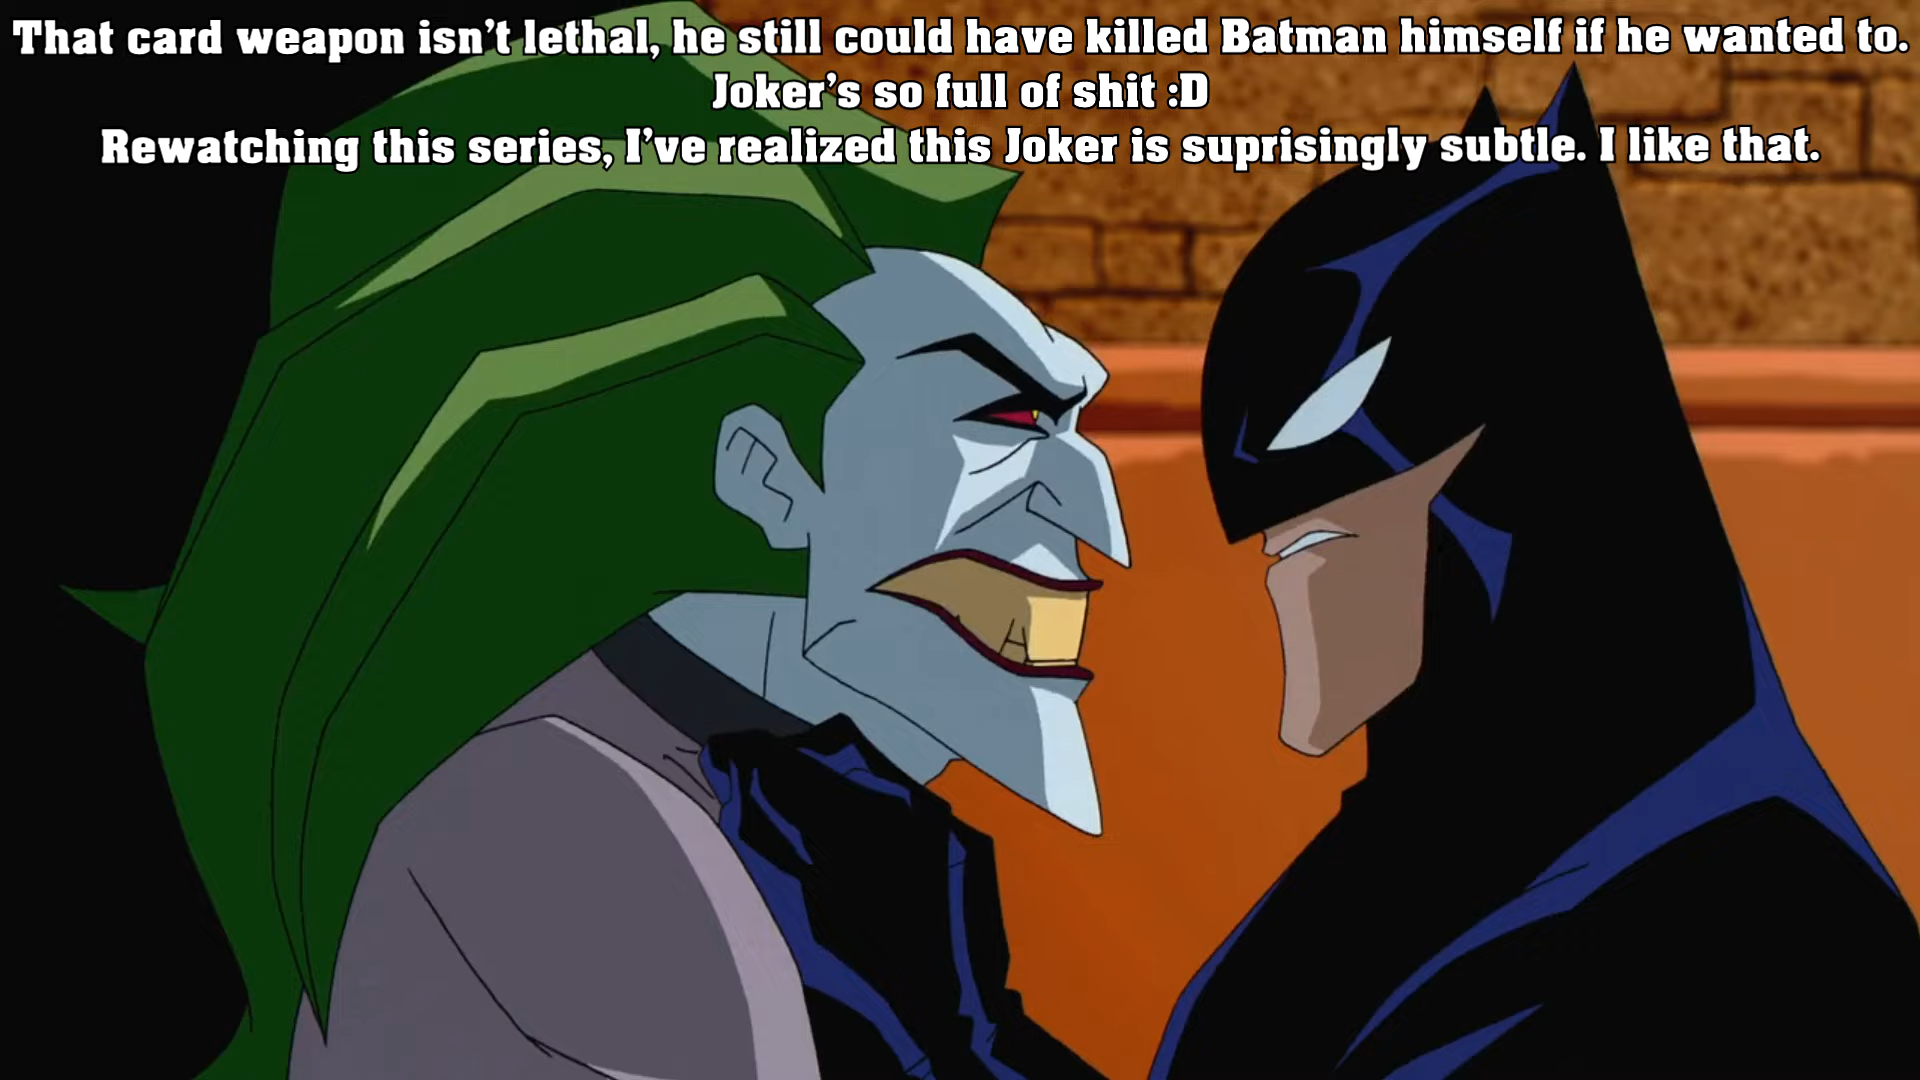 That card weapon isn't lethal, he still could have killed Batman himself if he wanted to.
Joker's so full of shit :D
Rewatching this series, I've realized this Joker is suprisingly subtle. I like that.